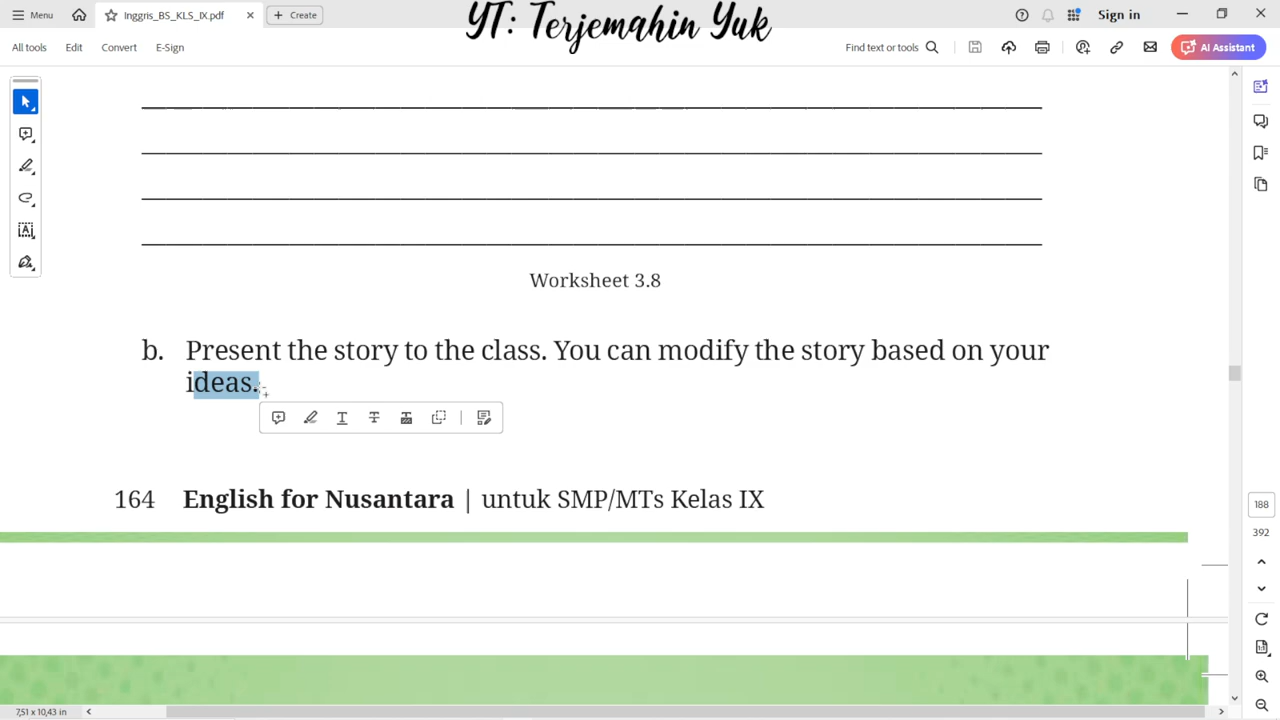 Menu
Inggris_BS_KLS_IX.pdf
Create
YT: Terjemahin Yuk
Sign in
All tools
Edit
Convert
E-Sign
Find text or tools
AI Assistant
Worksheet 3.8
b. Present the story to the class. You can modify the story based on your
ideas.
164 English for Nusantara | untuk SMP/MTs Kelas IX
188
392
7,51 x 10,43 in